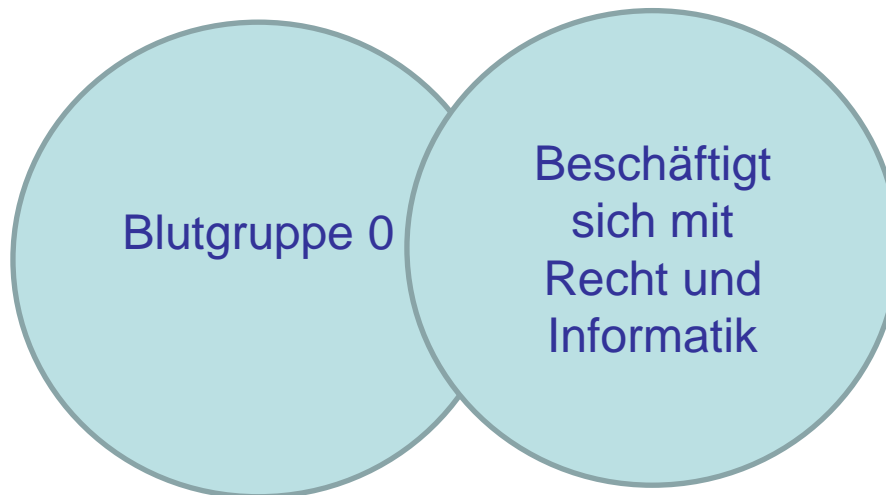 Blutgruppe 0
Beschäftigt
sich mit
Recht und
Informatik